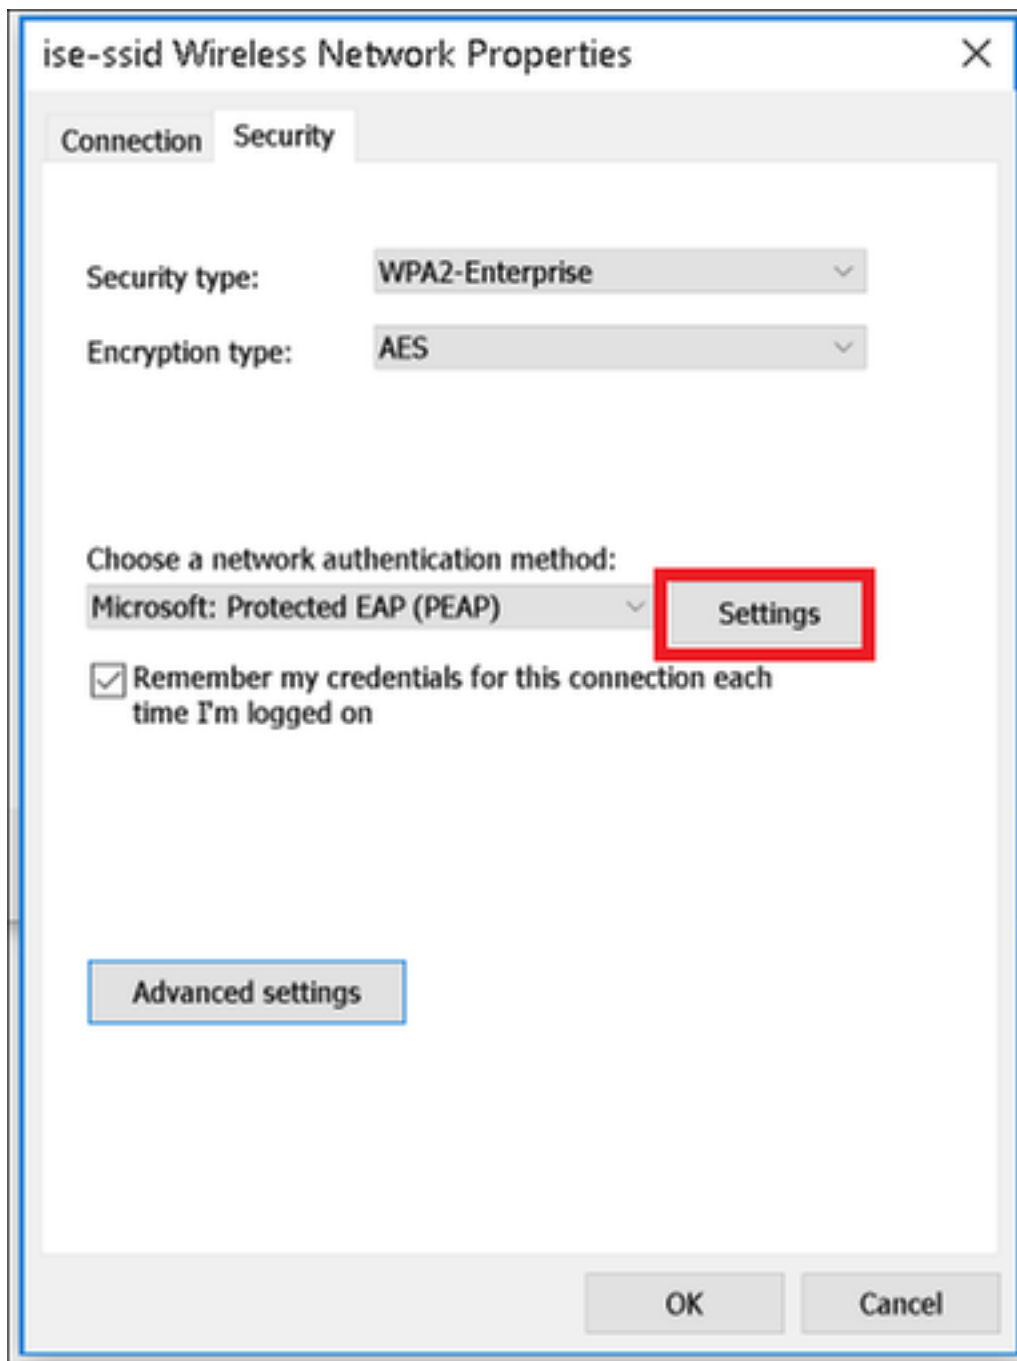 ise-ssid Wireless Network Properties
Connection
Security
Security type:
WPA2-Enterprise
Encryption type:
AES
Choose a network authentication method:
Microsoft: Protected EAP (PEAP)
Settings
Remember my credentials for this connection each
time I'm logged on
Advanced settings
OK
Cancel